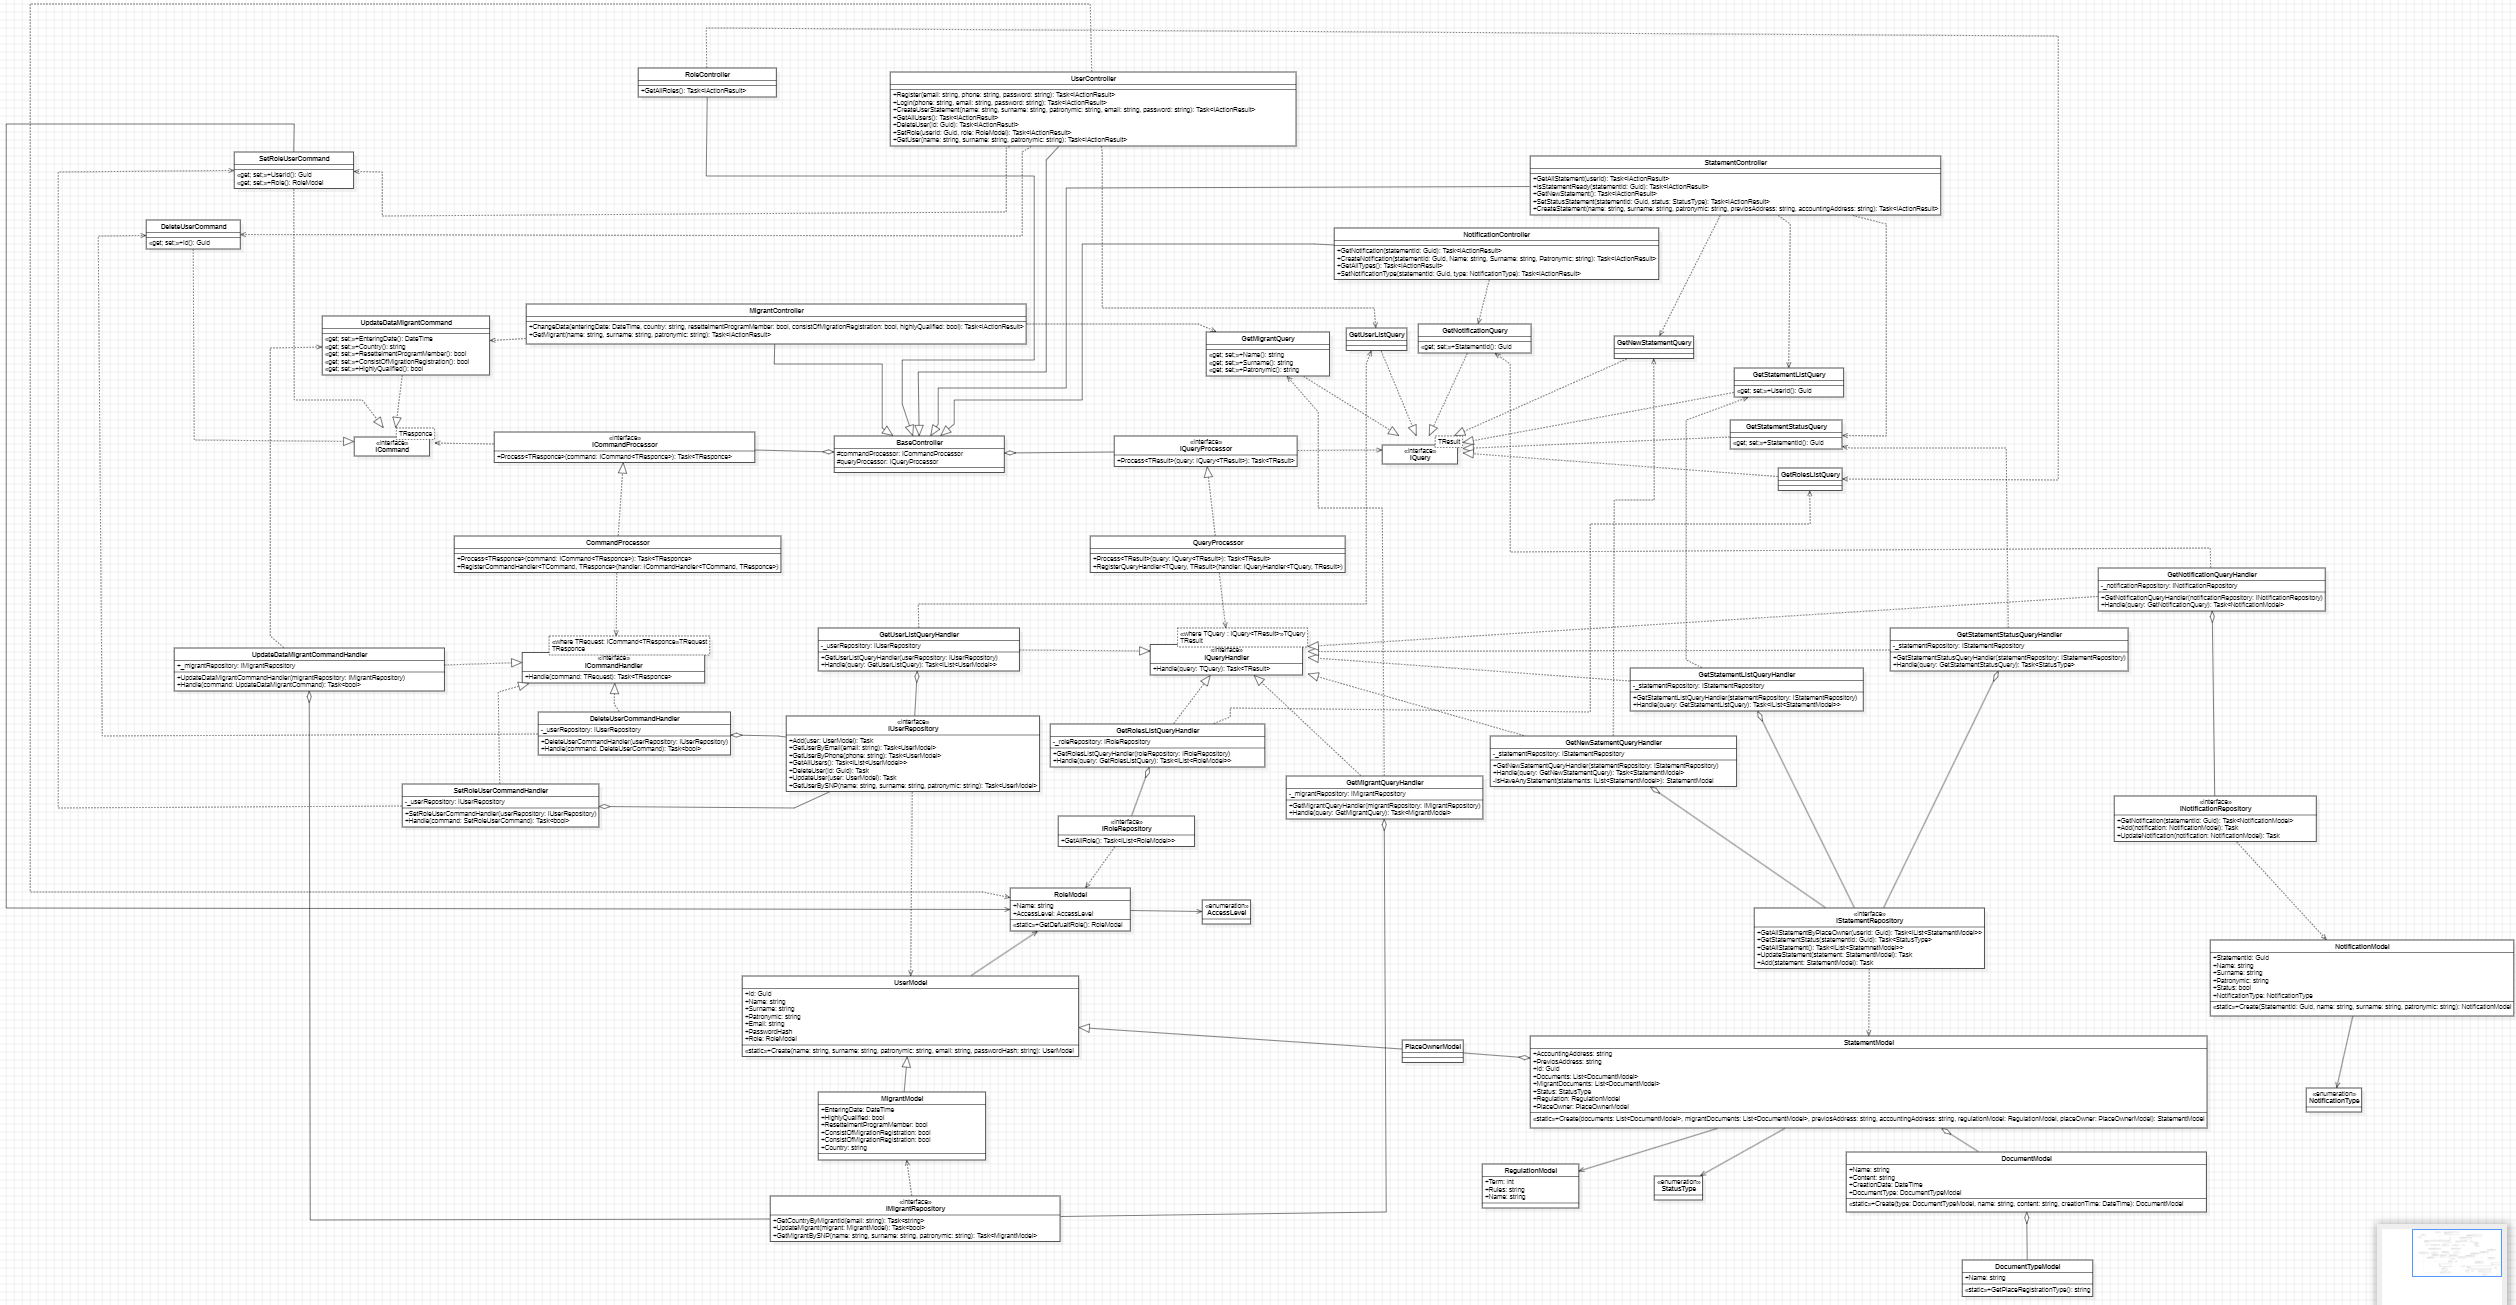 RoleController
+GetAllRoles(): Task<IActionResult>
UserController
+Register(email: string, phone: string, password: string): Task<IActionResult>
+Login(phone: string, email: string, password: string): Task<IActionResult>
+CreateUserStatement(name: string, surname: string, patronymic: string, email: string, password: string): Task<IActionResult>
+GetAllUsers(): Task<IActionResult>
+DeleteUser(id: Guid): Task<IActionResutl>
+SetRole(userId: Guid, role: RoleModel): Task<IActionResult>
+GetUser(name: string, surname: string, patronymic: string): Task<IActionResult>
SetRoleUserCommand
«get; set;»+UserId(): Guid
«get; set;»+Role(): RoleModel
StatementController
+GetAllStatement(userId): Task<IActionResult>
+IsStatementReady(statementId: Guid): Task<IActionResult>
+GetNewStatement(): Task<IActionResult>
+SetStatusStatement(statementId: Guid, status: StatusType): Task<IActionResult>
+CreateStatement(name: string, surname: string, patronymic: string, previosAddress: string, accountingAddress: string): Task<IActionResult>
DeleteUserCommand
«get; set;»+Id(): Guid
NotificationController
+GetNotification(statementId: Guid): Task<IActionResult>
+CreateNotification(statementId: Guid, Name: string, Surname: string, Patronymic: string): Task<IActionResult>
+GetAllTypes(): Task<IActionResult>
+SetNotificationType(statementId: Guid, type: NotificationType): Task<IActionResult>
MigrantController
+ChangeData(enteringDate: DateTime, country: string, resettelmentProgramMember: bool, consistOfMigrationRegistration: bool, highlyQualified: bool): Task<IActionResult>
+GetMigrant(name: string, surname: string, patronymic: string): Task<IActionResult>
UpdateDataMigrantCommand
«get; set;»+EnteringDate(): DateTime
«get; set;»+Country(): string
«get; set;»+ResettelmentProgramMember(): bool
«get; set;»+ConsistOfMigrationRegistration(): bool
«get; set;»+HighlyQualified(): bool
GetMigrantQuery
«get; set;»+Name(): string
«get; set;»+Surname(): string
«get; set;»+Patronymic(): string
GetUserListQuery
GetNotificationQuery
«get; set;»+StatementId(): Guid
GetNewStatementQuery
GetStatementListQuery
«get; set;»+UserId(): Guid
GetStatementStatusQuery
«get; set;»+StatementId(): Guid
GetRolesListQuery
TResponce
«interface»
ICommand
«interface»
ICommandProcessor
+Process<TResponce>(command: ICommand<TResponce>): Task<TResponce>
BaseController
#commandProcessor: ICommandProcessor
#queryProcessor: IQueryProcessor
«interface»
IQueryProcessor
+Process<TResult>(query: IQuery<TResult>): Task<TResult>
TResult
«interface»
IQuery
CommandProcessor
+Process<TResponce>(command: ICommand<TResponce>): Task<TResponce>
+RegisterCommandHandler<TCommand, TResponce>(handler: ICommandHandler<TCommand, TResponce>)
QueryProcessor
+Process<TResult>(query: IQuery<TResult>): Task<TResult>
+RegisterQueryHandler<TQuery, TResult>(handler: IQueryHandler<TQuery, TResult>)
GetNotificationQueryHandler
-_notificationRepository: INotificationRepository
+GetNotificationQueryHandler(notificationRepository: INotificationRepository)
+Handle(query: GetNotificationQuery): Task<NotificationModel>
UpdateDataMigrantCommandHandler
+_migrantRepository: IMigrantRepository
+UpdateDataMigrantCommandHandler(migrantRepository: IMigrantRepository)
+Handle(command: UpdateDataMigrantCommand): Task<bool>
«where TRequest: ICommand<TResponce»TRequest
TResponce
«interface»
ICommandHandler
+Handle(command: TRequest): Task<TResponce>
GetUserListQueryHandler
-_userRepository: IUserRepository
+GetUserListQueryHandler(userRepository: IUserRepository)
+Handle(query: GetUserListQuery): Task<IList<UserModel>>
«where TQuery : IQuery<TResult>»TQuery
TResult
«interface»
IQueryHandler
+Handle(query: TQuery): Task<TResult>
GetStatementStatusQueryHandler
-_statementRepository: IStatementRepository
+GetStatementStatusQueryHandler(statementRepository: IStatementRepository)
+Handle(query: GetStatementStatusQuery): Task<StatusType>
GetStatementListQueryHandler
-_statementRepository: IStatementRepository
+GetStatementListQueryHandler(statementRepository: IStatementRepository)
+Handle(query: GetStatementListQuery): Task<IList<StatementModel>>
DeleteUserCommandHandler
-_userRepository: IUserRepository
+DeleteUserCommandHandler(userRepository: IUserRepository)
+Handle(command: DeleteUserCommand): Task<bool>
«interface»
IUserRepository
+Add(user: UserModel): Task
+GetUserByEmail(email: string): Task<UserModel>
+GetUserByPhone(phone: string): Task<UserModel>
+GetAllUsers(): Task<IList<UserModel>>
+DeleteUser(id: Guid): Task
+UpdateUser(user: UserModel): Task
+GetUserBySNP(name: string, surname: string, patronymic: string): Task<UserModel>
GetRolesListQueryHandler
-_roleRepository: IRoleRepository
+GetRolesListQueryHandler(roleRepository: IRoleRepository)
+Handle(query: GetRolesListQuery): Task<IList<RoleModel>>
GetNewSatementQueryHandler
-_statementRepository: IStatementRepository
+GetNewSatementQueryHandler(statementRepository: IStatementRepository)
+Handle(query: GetNewStatementQuery): Task<StatementModel>
-IsHaveAnyStatement(statements: IList<StatementModel>): StatementModel
SetRoleUserCommandHandler
-_userRepository: IUserRepository
+SetRoleUserCommandHandler(userRepository: IUserRepository)
+Handle(command: SetRoleUserCommand): Task<bool>
GetMigrantQueryHandler
-_migrantRepository: IMigrantRepository
+GetMigrantQueryHandler(migrantRepository: IMigrantRepository)
+Handle(query: GetMigrantQuery): Task<MigrantModel>
«interface»
INotificationRepository
+GetNotification(statementId: Guid): Task<NotificationModel>
+Add(notification: NotificationModel): Task
+UpdateNotification(notification: NotificationModel): Task
«interface»
IRoleRepository
+GetAllRole(): Task<IList<RoleModel>>
RoleModel
+Name: string
+AccessLevel: AccessLevel
«static»+GetDefualtRole(): RoleModel
«enumeration»
AccessLevel
«interface»
IStatementRepository
+GetAllStatementByPlaceOwner(userId: Guid): Task<IList<StatementModel>>
+GetStatementStatus(statementId: Guid): Task<StatusType>
+GetAllStatement(): Task<IList<StatemnetModel>>
+UpdateStatement(statement: StatementModel): Task
+Add(statement: StatementModel): Task
NotificationModel
+StatementId: Guid
+Name: string
+Surname: string
+Patronymic: string
+Status: bool
+NotificationType: NotificationType
«static»+Create(StatementId: Guid, name: string, surname: string, patronymic: string): NotificationModel
UserModel
+Id: Guid
+Name: string
+Surname: string
+Patronymic: string
+Email: string
+PasswordHash
+Role: RoleModel
«static»+Create(name: string, surname: string, patronymic: string, email: string, passwordHash: string): UserModel
PlaceOwnerModel
StatementModel
+AccountingAddress: string
+PreviosAddress: string
+Id: Guid
+Documents: List<DocumentModel>
+MigrantDocuments: List<DocumentModel>
+Status: StatusType
+Regulation: RegulationModel
+PlaceOwner: PlaceOwnerModel
«static»+Create(documents: List<DocumentModel>, migrantDocuments: List<DocumentModel>, previosAddress: string, accountingAddress: string, regulationModel: RegulationModel, placeOwner: PlaceOwnerModel): StatementModel
«enumeration»
NotificationType
MigrantModel
+EnteringDate: DateTime
+HighlyQualified: bool
+ResettelmentProgramMember: bool
+ConsistOfMigrationRegistration: bool
+ConsistOfMigrationRegistration: bool
+Country: string
RegulationModel
+Term: int
+Rules: string
+Name: string
«enumeration»
StatusType
DocumentModel
+Name: string
+Content: string
+CreationDate: DateTime
+DocumentType: DocumentTypeModel
«static»+Create(type: DocumentTypeModel, name: string, content: string, creationTime: DateTime): DocumentModel
«interface»
IMigrantRepository
+GetCountryByMigrantId(email: string): Task<string>
+UpdateMigrant(migrant: MigrantModel): Task<bool>
+GetMigrantBySNP(name: string, surname: string, patronymic: string): Task<MigrantModel>
DocumentTypeModel
+Name: string
«static»+GetPlaceRegistrationType(): string